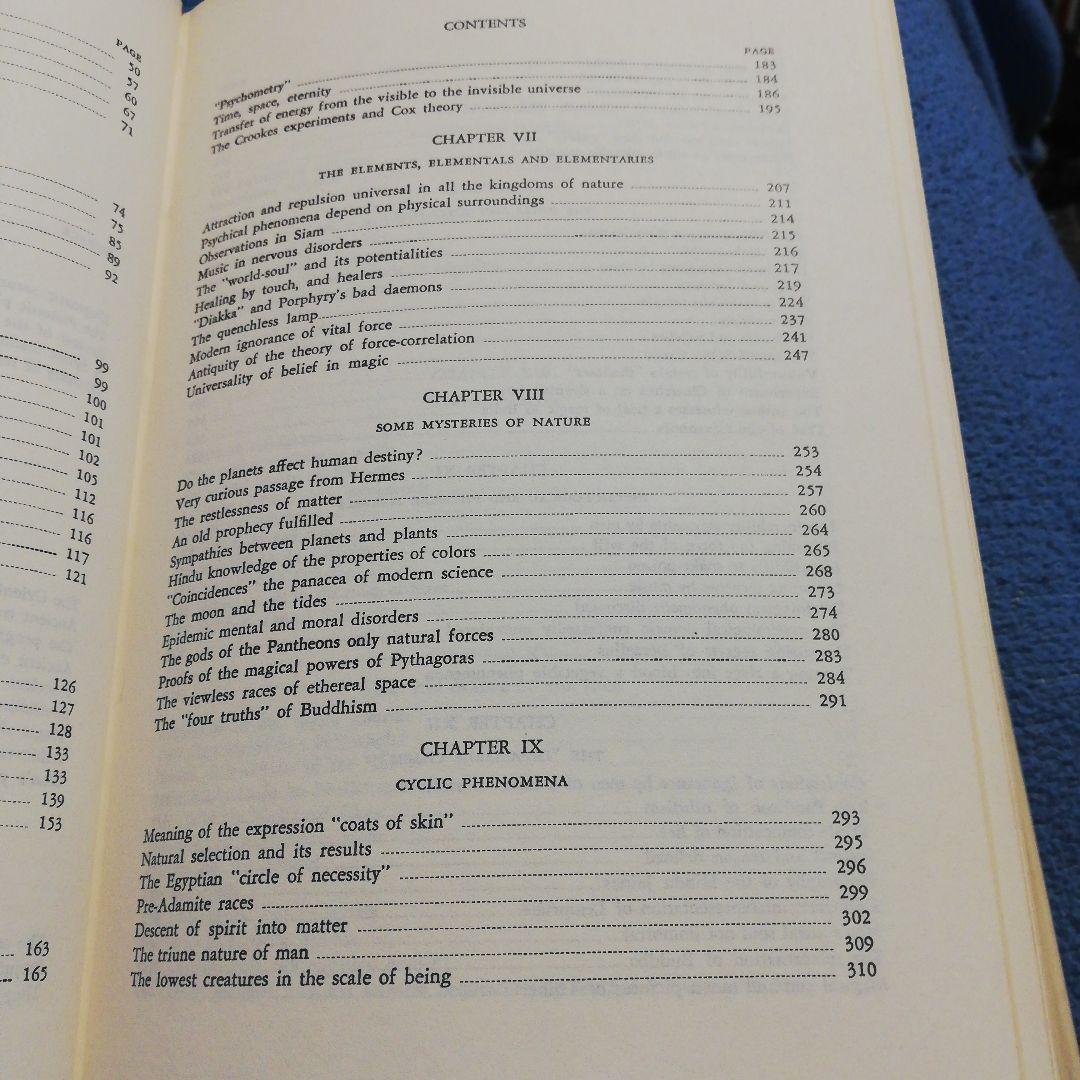 PAGE
50
57
60
67
71
74
75
85
89
92
99
99
100
101
101
102
105
112
116
116
117
121
126
127
128
133
133
139
153
163
165
CONTENTS
PAGE
"Psychometry" 183
Time, space, eternity 184
Transfer of energy from the visible to the invisible universe 186
The Crookes experiments and Cox theory 195
CHAPTER VII
THE ELEMENTS, ELEMENTALS AND ELEMENTARIES
Attraction and repulsion universal in all the kingdoms of nature 207
Psychical phenomena depend on physical surroundings 211
Observations in Siam 214
Music in nervous disorders 215
The "world-soul" and its potentialities 216
Healing by touch, and healers 217
"Diakka" and Porphyry's bad daemons 219
The quenchless lamp 224
Modern ignorance of vital force 237
Antiquity of the theory of force-correlation 241
Universality of belief in magic 247
CHAPTER VIII
SOME MYSTERIES OF NATURE
Do the planets affect human destiny? 253
Very curious passage from Hermes 254
The restlessness of matter 257
An old prophecy fulfilled 260
Sympathies between planets and plants 264
Hindu knowledge of the properties of colors 265
"Coincidences" the panacea of modern science 268
The moon and the tides 273
Epidemic mental and moral disorders 274
The gods of the Pantheons only natural forces 280
Proofs of the magical powers of Pythagoras 283
The viewless races of ethereal space 284
The "four truths" of Buddhism 291
CHAPTER IX
CYCLIC PHENOMENA
Meaning of the expression "coats of skin" 293
Natural selection and its results 295
The Egyptian "circle of necessity" 296
Pre-Adamite races 299
Descent of spirit into matter 302
The triune nature of man 309
The lowest creatures in the scale of being 310